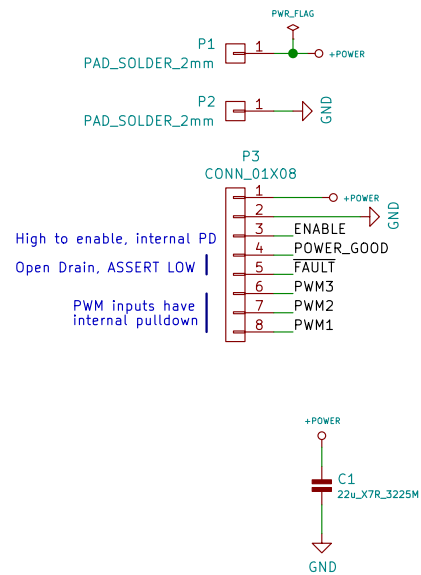 PWR_FLAG
P1
PAD_SOLDER_2mm
1
+POWER
P2
PAD_SOLDER_2mm
1
GND
P3
CONN_01X08
1
+POWER
2
GND
3
ENABLE
High to enable, internal PD
4
POWER_GOOD
Open Drain, ASSERT LOW
5
FAULT
6
PWM3
PWM inputs have
internal pulldown
7
PWM2
8
PWM1
+POWER
C1
22u_X7R_3225M
GND